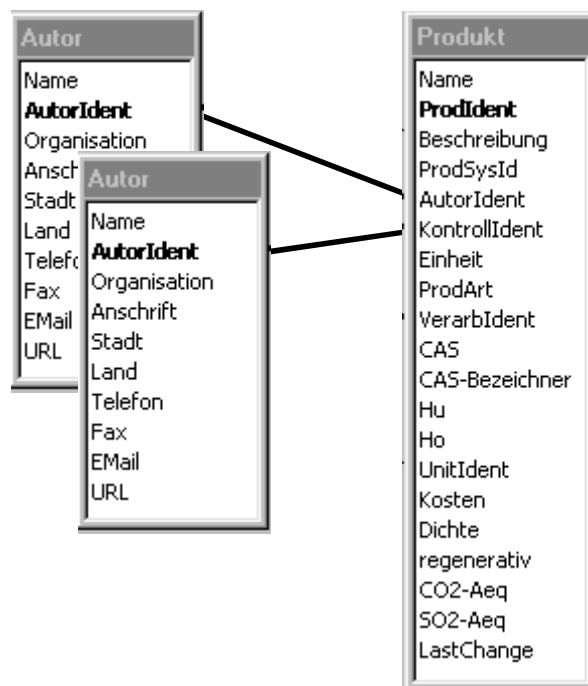 Autor
Name
AutorIdent
Organisation
Stadt
Land
Fax
EMail
URL
Autor
Name
AutorIdent
Organisation
Anschrift
Stadt
Land
Telefon
Fax
EMail
URL
Produkt
Name
ProdIdent
Beschreibung
ProdSysId
AutorIdent
KontrollIdent
Einheit
ProdArt
VerarbIdent
CAS
CAS-Bezeichner
Hu
Ho
UnitIdent
Kosten
Dichte
regenerativ
CO2-Aeq
SO2-Aeq
LastChange